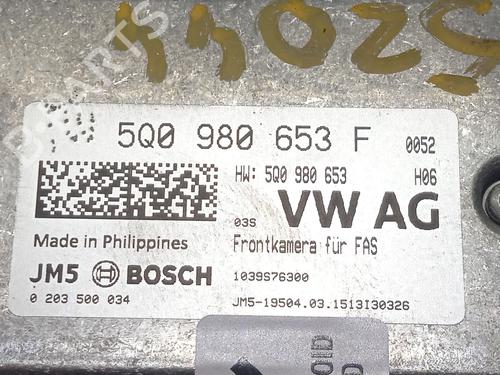 5Q0 980 653 F 0052
HW: 5Q0 980 653 H06
03S VW AG
Made in Philippines Frontkamera für FAS
JM5 BOSCH 1039S76300
0 203 500 034 JM5-19504.03.1513I30326